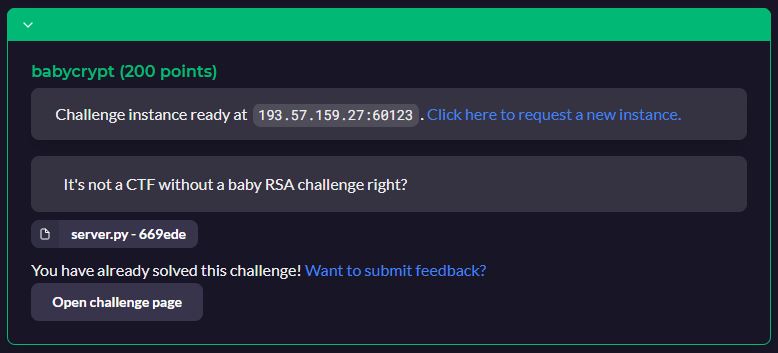 babycrypt (200 points)
Challenge instance ready at 193.57.159.27:60123. Click here to request a new instance.
It's not a CTF without a baby RSA challenge right?
server.py - 669ede
You have already solved this challenge! Want to submit feedback?
Open challenge page